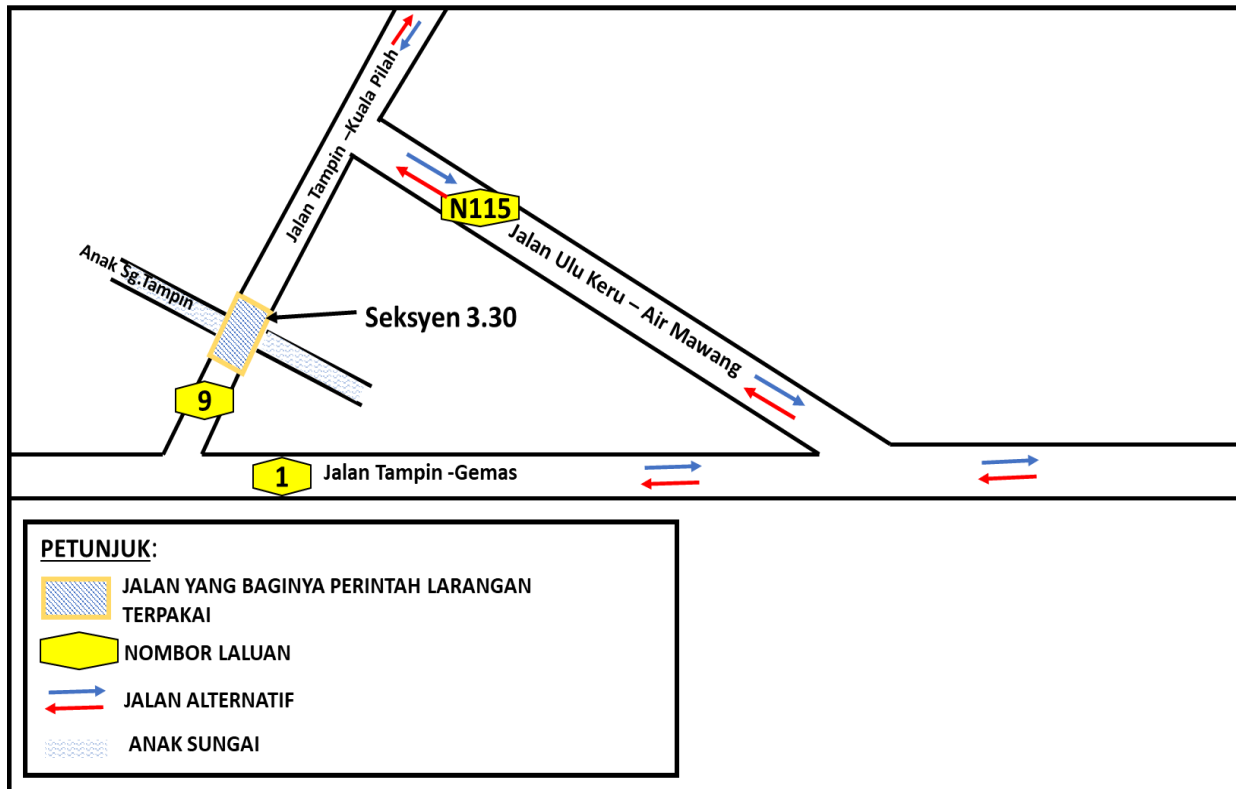 Jalan Tampin –Kuala Pilah
N115
Jalan Ulu Keru – Air Mawang
Anak Sg.Tampin
Seksyen 3.30
9
1
Jalan Tampin -Gemas
PETUNJUK:
JALAN YANG BAGINYA PERINTAH LARANGAN
TERPAKAI
NOMBOR LALUAN
JALAN ALTERNATIF
ANAK SUNGAI